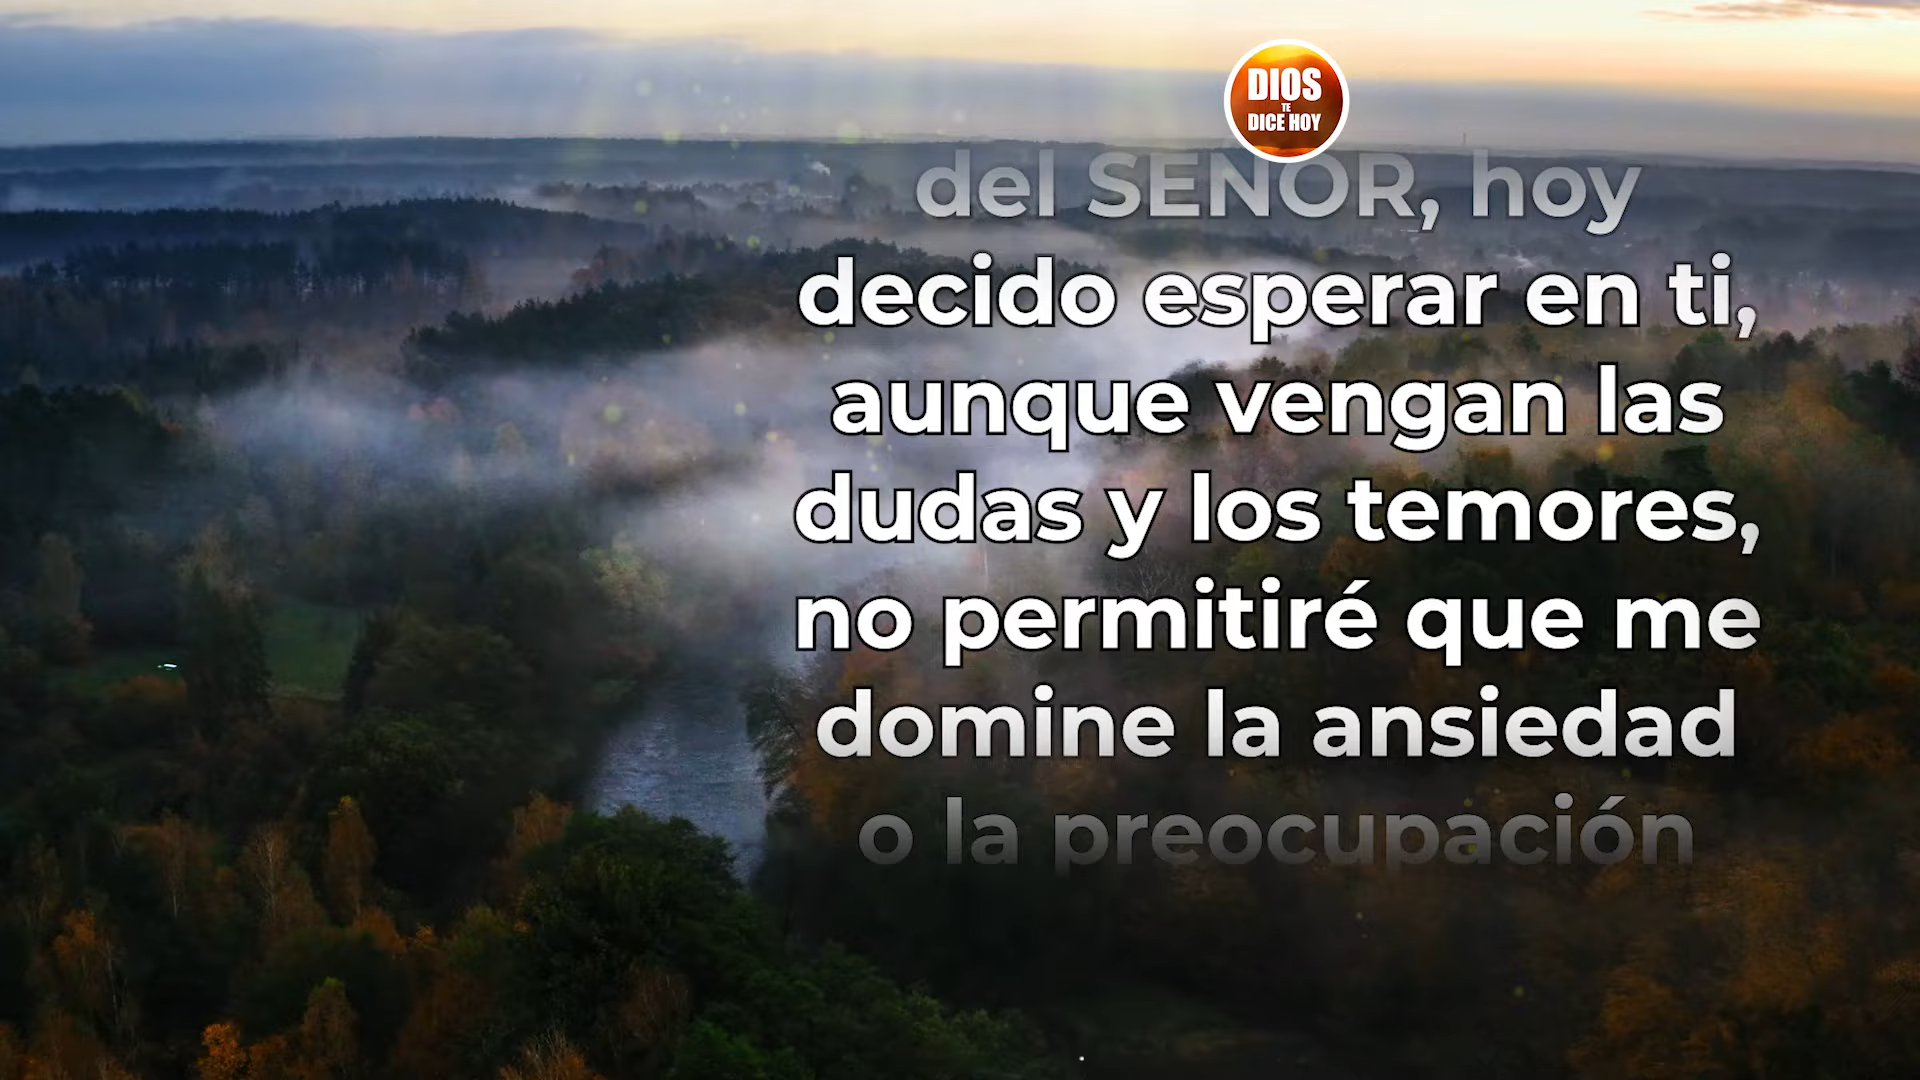 DIOS
TE
DICE HOY
del SEÑOR, hoy
decido esperar en ti,
aunque vengan las
dudas y los temores,
no permitiré que me
domine la ansiedad
o la preocupación